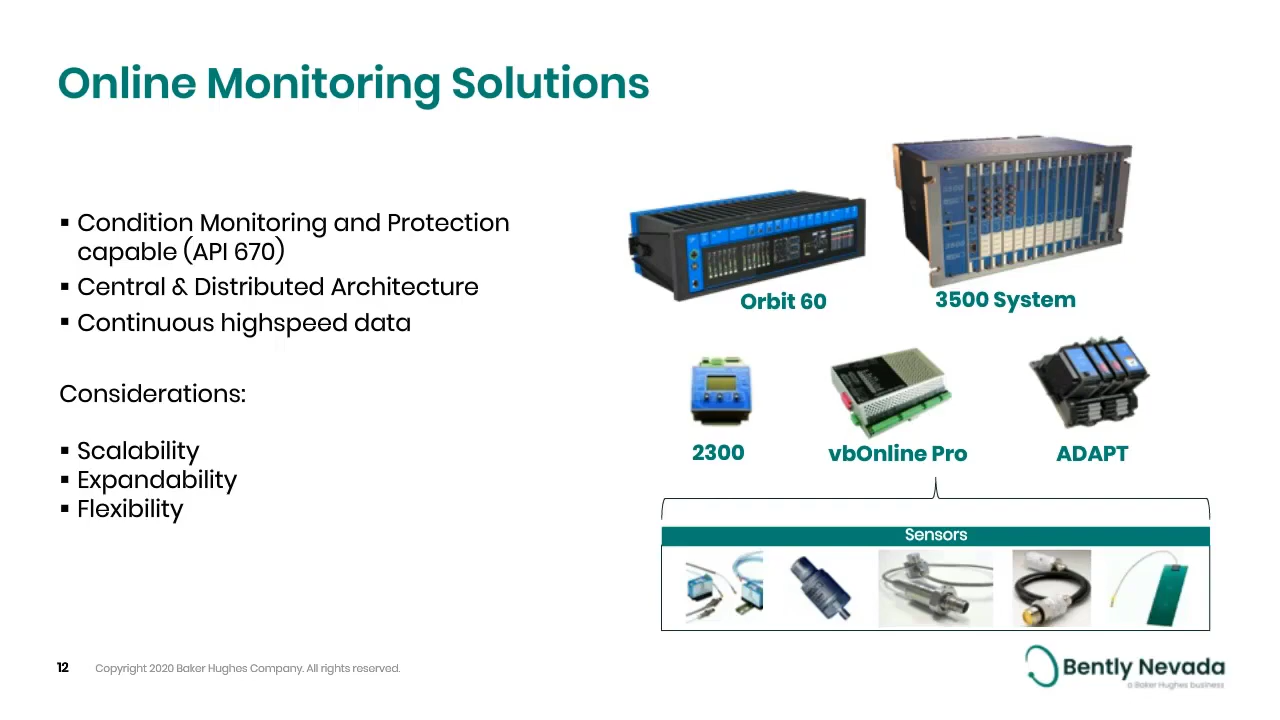 Online Monitoring Solutions
▪ Condition Monitoring and Protection
capable (API 670)
▪ Central & Distributed Architecture
▪ Continuous highspeed data
Considerations:
▪ Scalability
▪ Expandability
▪ Flexibility
Orbit 60
3500 System
2300
vbOnline Pro
ADAPT
Sensors
12
Copyright 2020 Baker Hughes Company. All rights reserved.
Bently Nevada
a Baker Hughes business